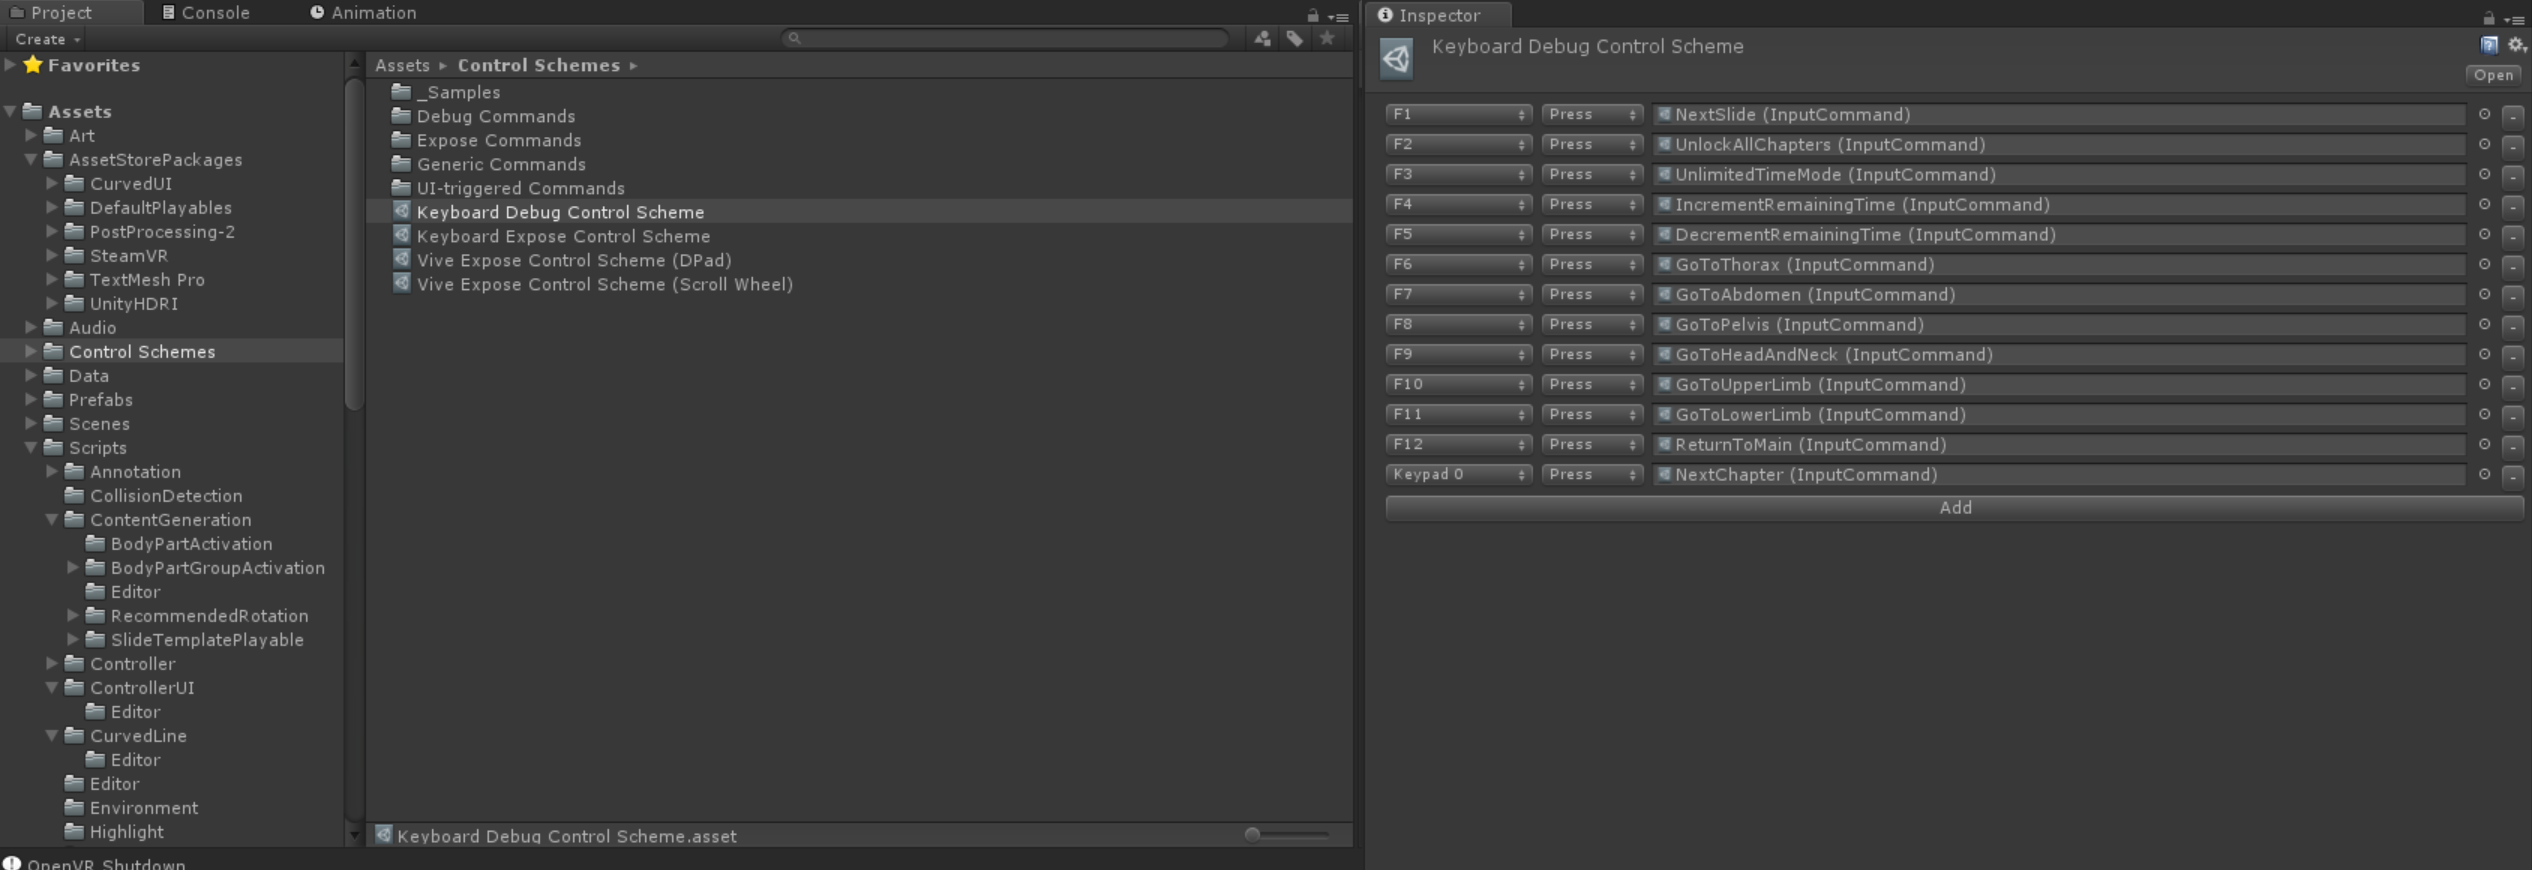 Project
Console
Animation
Create
Favorites
Assets
Art
AssetStorePackages
CurvedUI
DefaultPlayables
PostProcessing-2
SteamVR
TextMesh Pro
UnityHDRI
Audio
Control Schemes
Data
Prefabs
Scenes
Scripts
Annotation
CollisionDetection
ContentGeneration
BodyPartActivation
BodyPartGroupActivation
Editor
RecommendedRotation
SlideTemplatePlayable
Controller
ControllerUI
Editor
CurvedLine
Editor
Editor
Environment
Highlight
OpenVR Shutdown
Assets Control Schemes
_Samples
Debug Commands
Expose Commands
Generic Commands
UI-triggered Commands
Keyboard Debug Control Scheme
Keyboard Expose Control Scheme
Vive Expose Control Scheme (DPad)
Vive Expose Control Scheme (Scroll Wheel)
Keyboard Debug Control Scheme.asset
Inspector
Keyboard Debug Control Scheme
Open
F1 Press NextSlide (InputCommand) -
F2 Press UnlockAllChapters (InputCommand) -
F3 Press UnlimitedTimeMode (InputCommand) -
F4 Press IncrementRemainingTime (InputCommand) -
F5 Press DecrementRemainingTime (InputCommand) -
F6 Press GoToThorax (InputCommand) -
F7 Press GoToAbdomen (InputCommand) -
F8 Press GoToPelvis (InputCommand) -
F9 Press GoToHeadAndNeck (InputCommand) -
F10 Press GoToUpperLimb (InputCommand) -
F11 Press GoToLowerLimb (InputCommand) -
F12 Press ReturnToMain (InputCommand) -
Keypad 0 Press NextChapter (InputCommand) -
Add